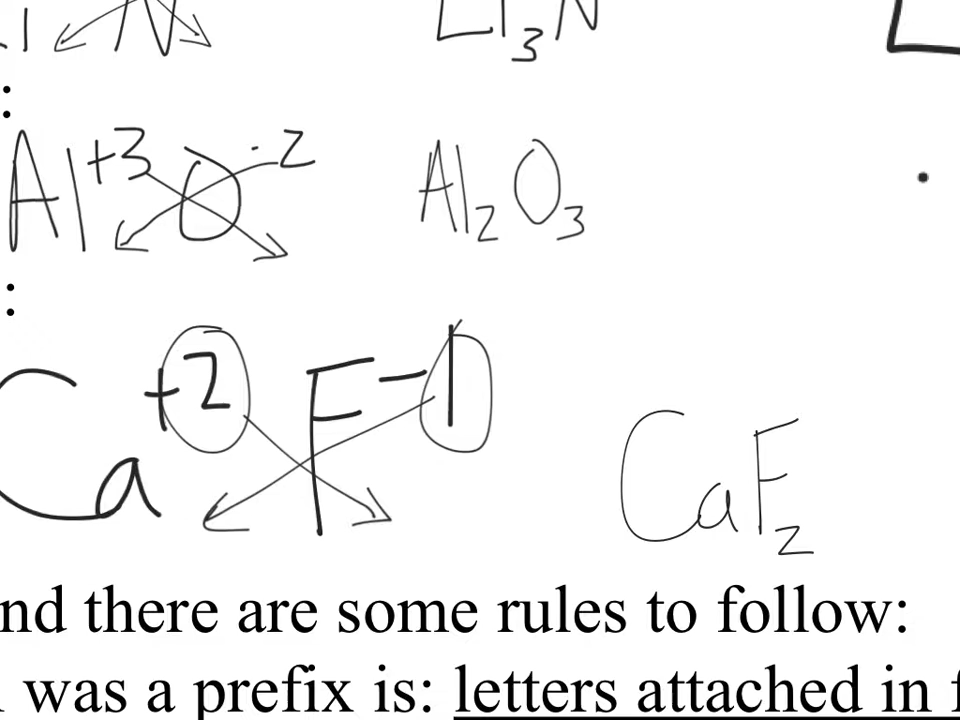 N Li3N
:
Al+3 O-2 Al2O3
:
Ca+2 F-1 CaF2
nd there are some rules to follow:
was a prefix is: letters attached in f